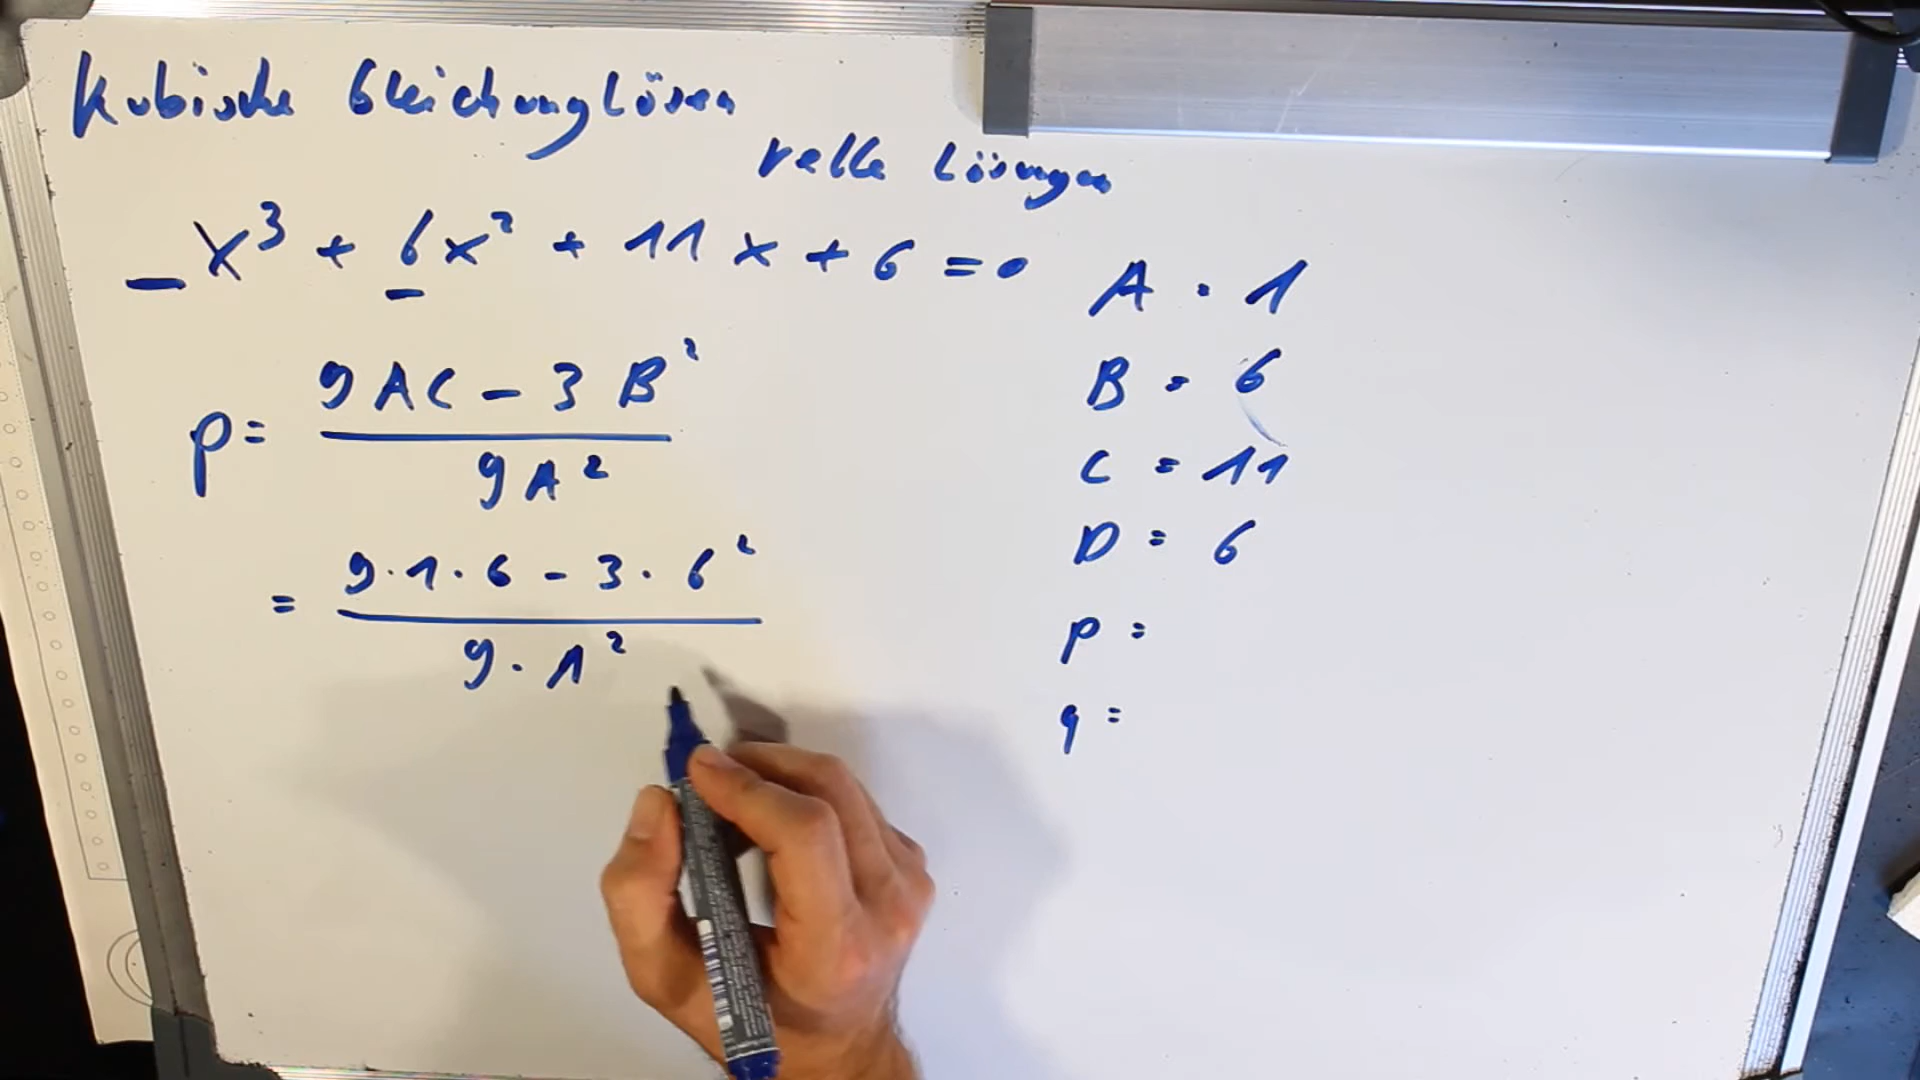 Kubische Gleichung Lösen
relle Lösungen
_ x³ + 6x² + 11x + 6 = 0
p = (9AC - 3B²) / (9A²)
= (9·1·6 - 3·6²) / (9·1²)
A = 1
B = 6
C = 11
D = 6
p =
q =